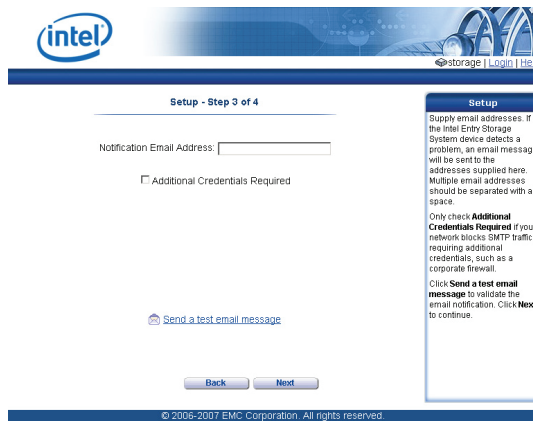 intel
storage | Login | He
Setup - Step 3 of 4
Notification Email Address:
Additional Credentials Required
Send a test email message
Back Next
Setup
Supply email addresses. If
the Intel Entry Storage
System device detects a
problem, an email messag
will be sent to the
addresses supplied here.
Multiple email addresses
should be separated with a
space.
Only check Additional
Credentials Required if you
network blocks SMTP traffic
requiring additional
credentials, such as a
corporate firewall.
Click Send a test email
message to validate the
email notification. Click Nex
to continue.
© 2006-2007 EMC Corporation. All rights reserved.